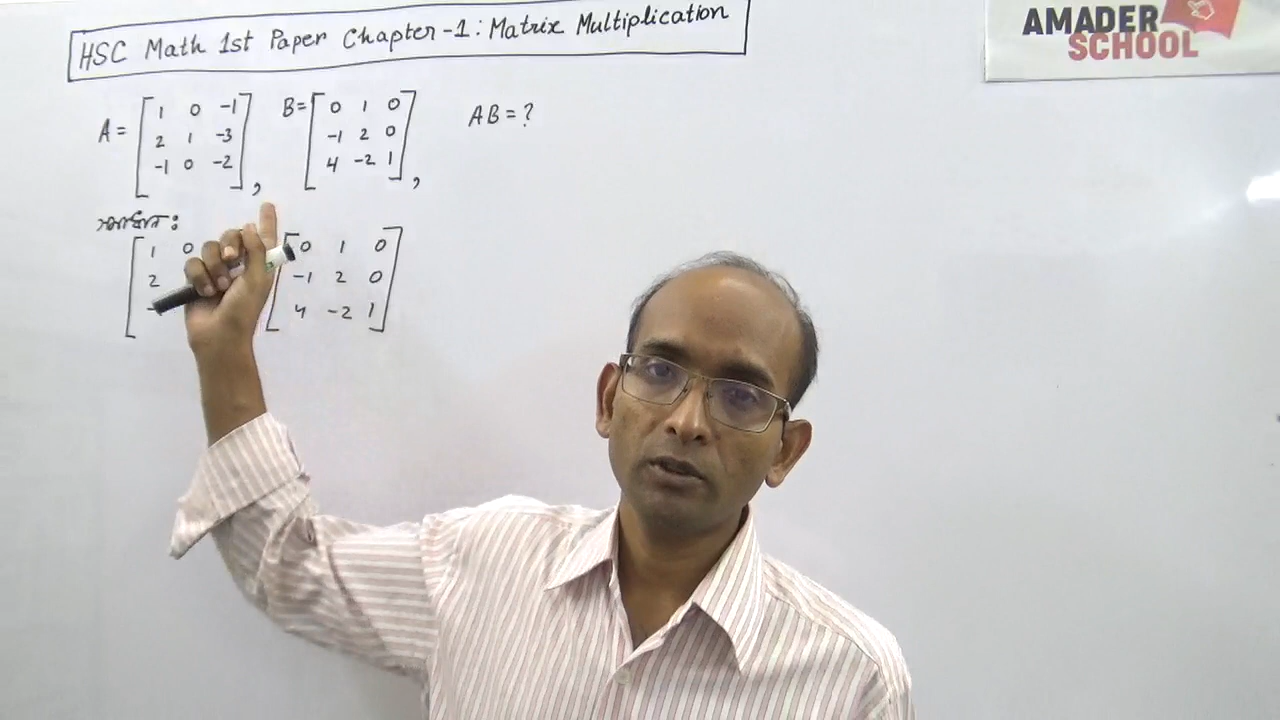 HSC Math 1st Paper Chapter-1: Matrix Multiplication
AMADER
SCHOOL
A = [1 0 -1
2 1 -3
-1 0 -2],
B = [0 1 0
-1 2 0
4 -2 1],
AB = ?
সমাধান:
[1 0
2
-
[0 1 0
-1 2 0
4 -2 1]